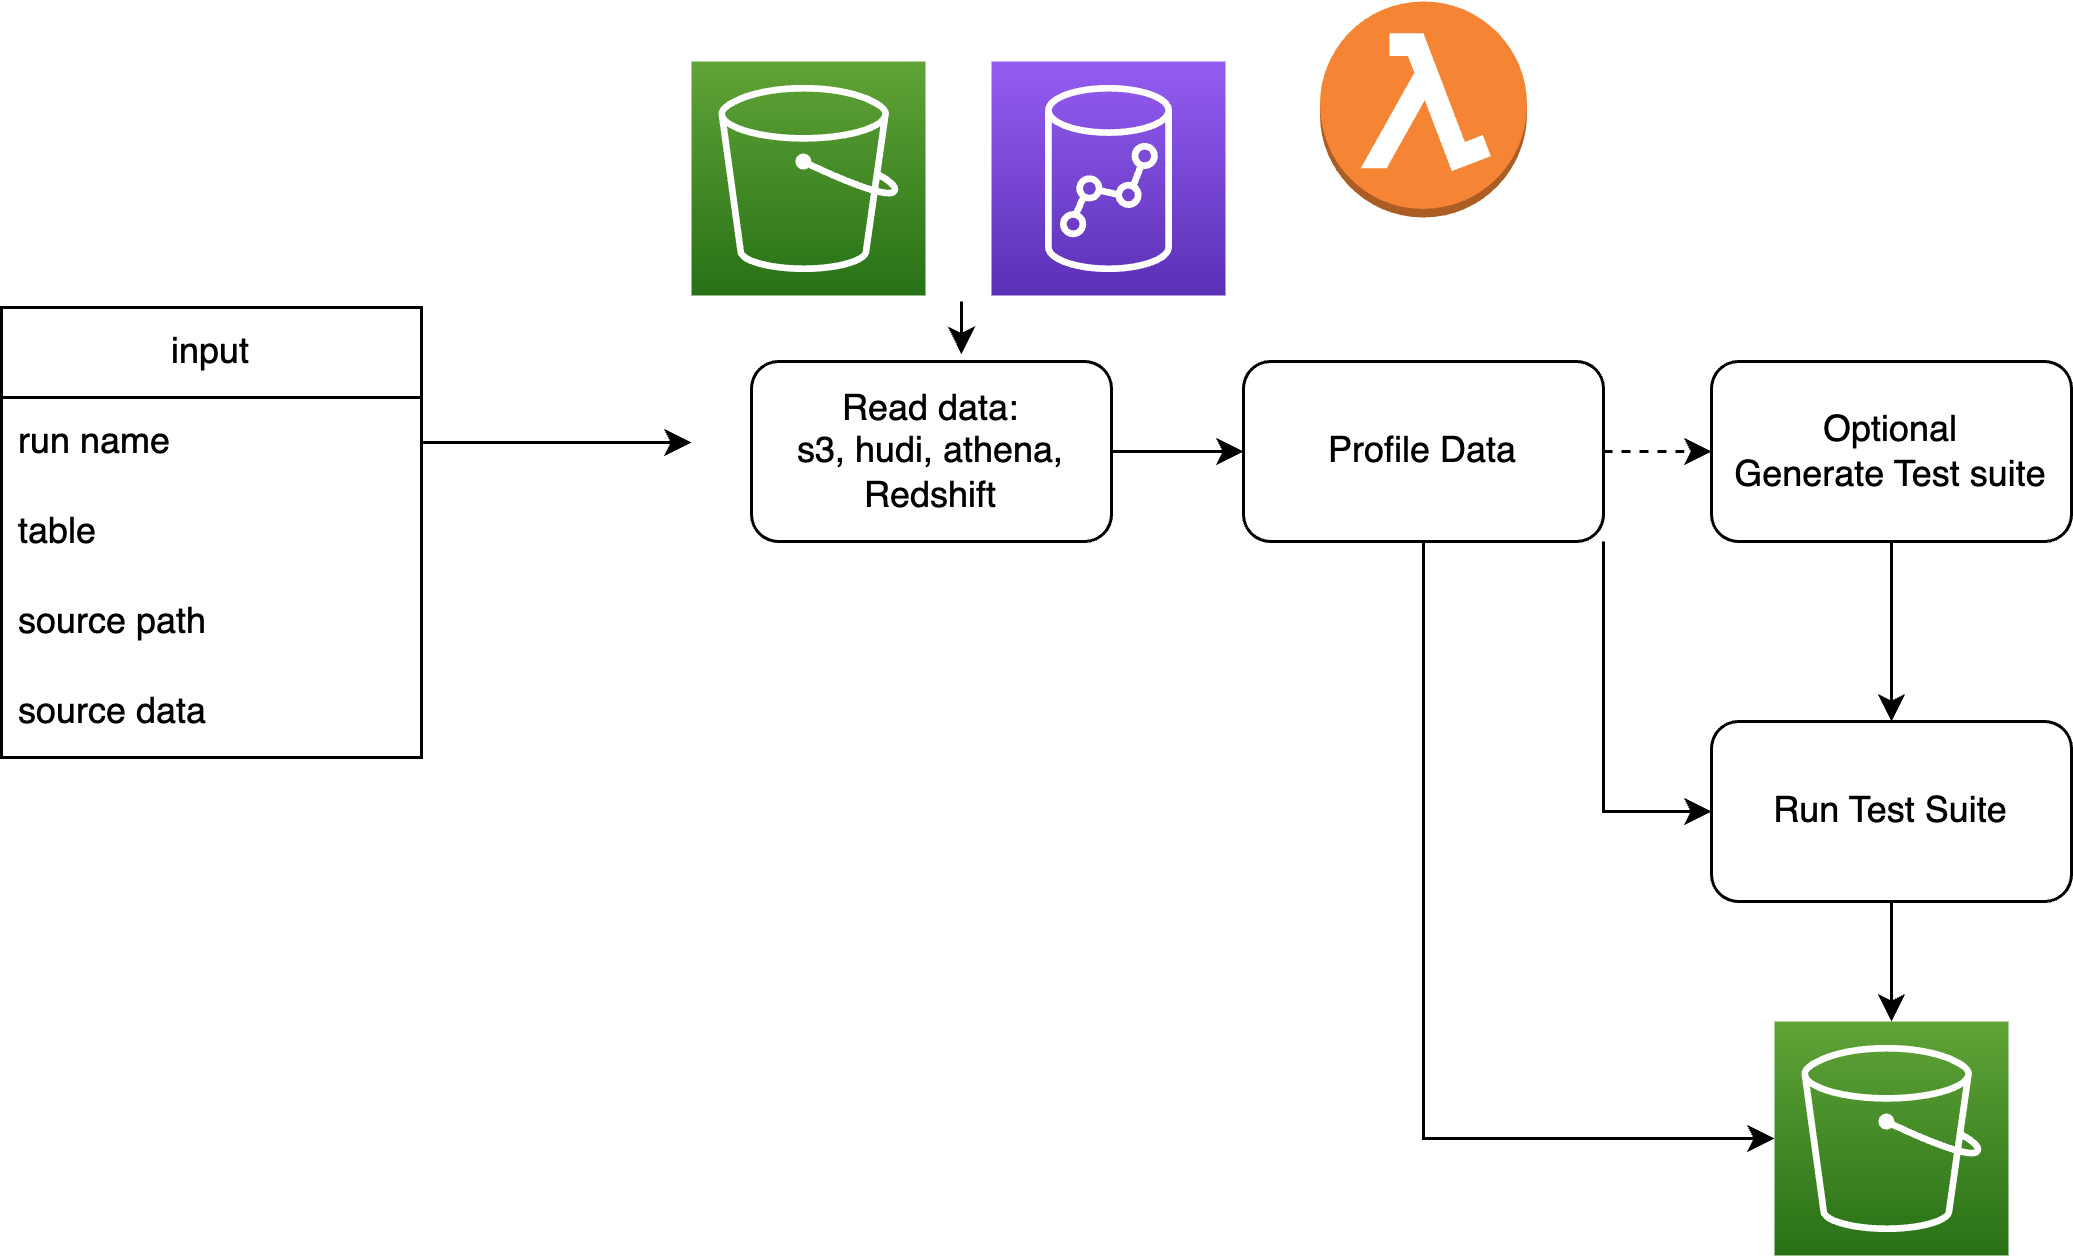 input
run name
table
source path
source data
Read data:
s3, hudi, athena,
Redshift
Profile Data
Optional
Generate Test suite
Run Test Suite